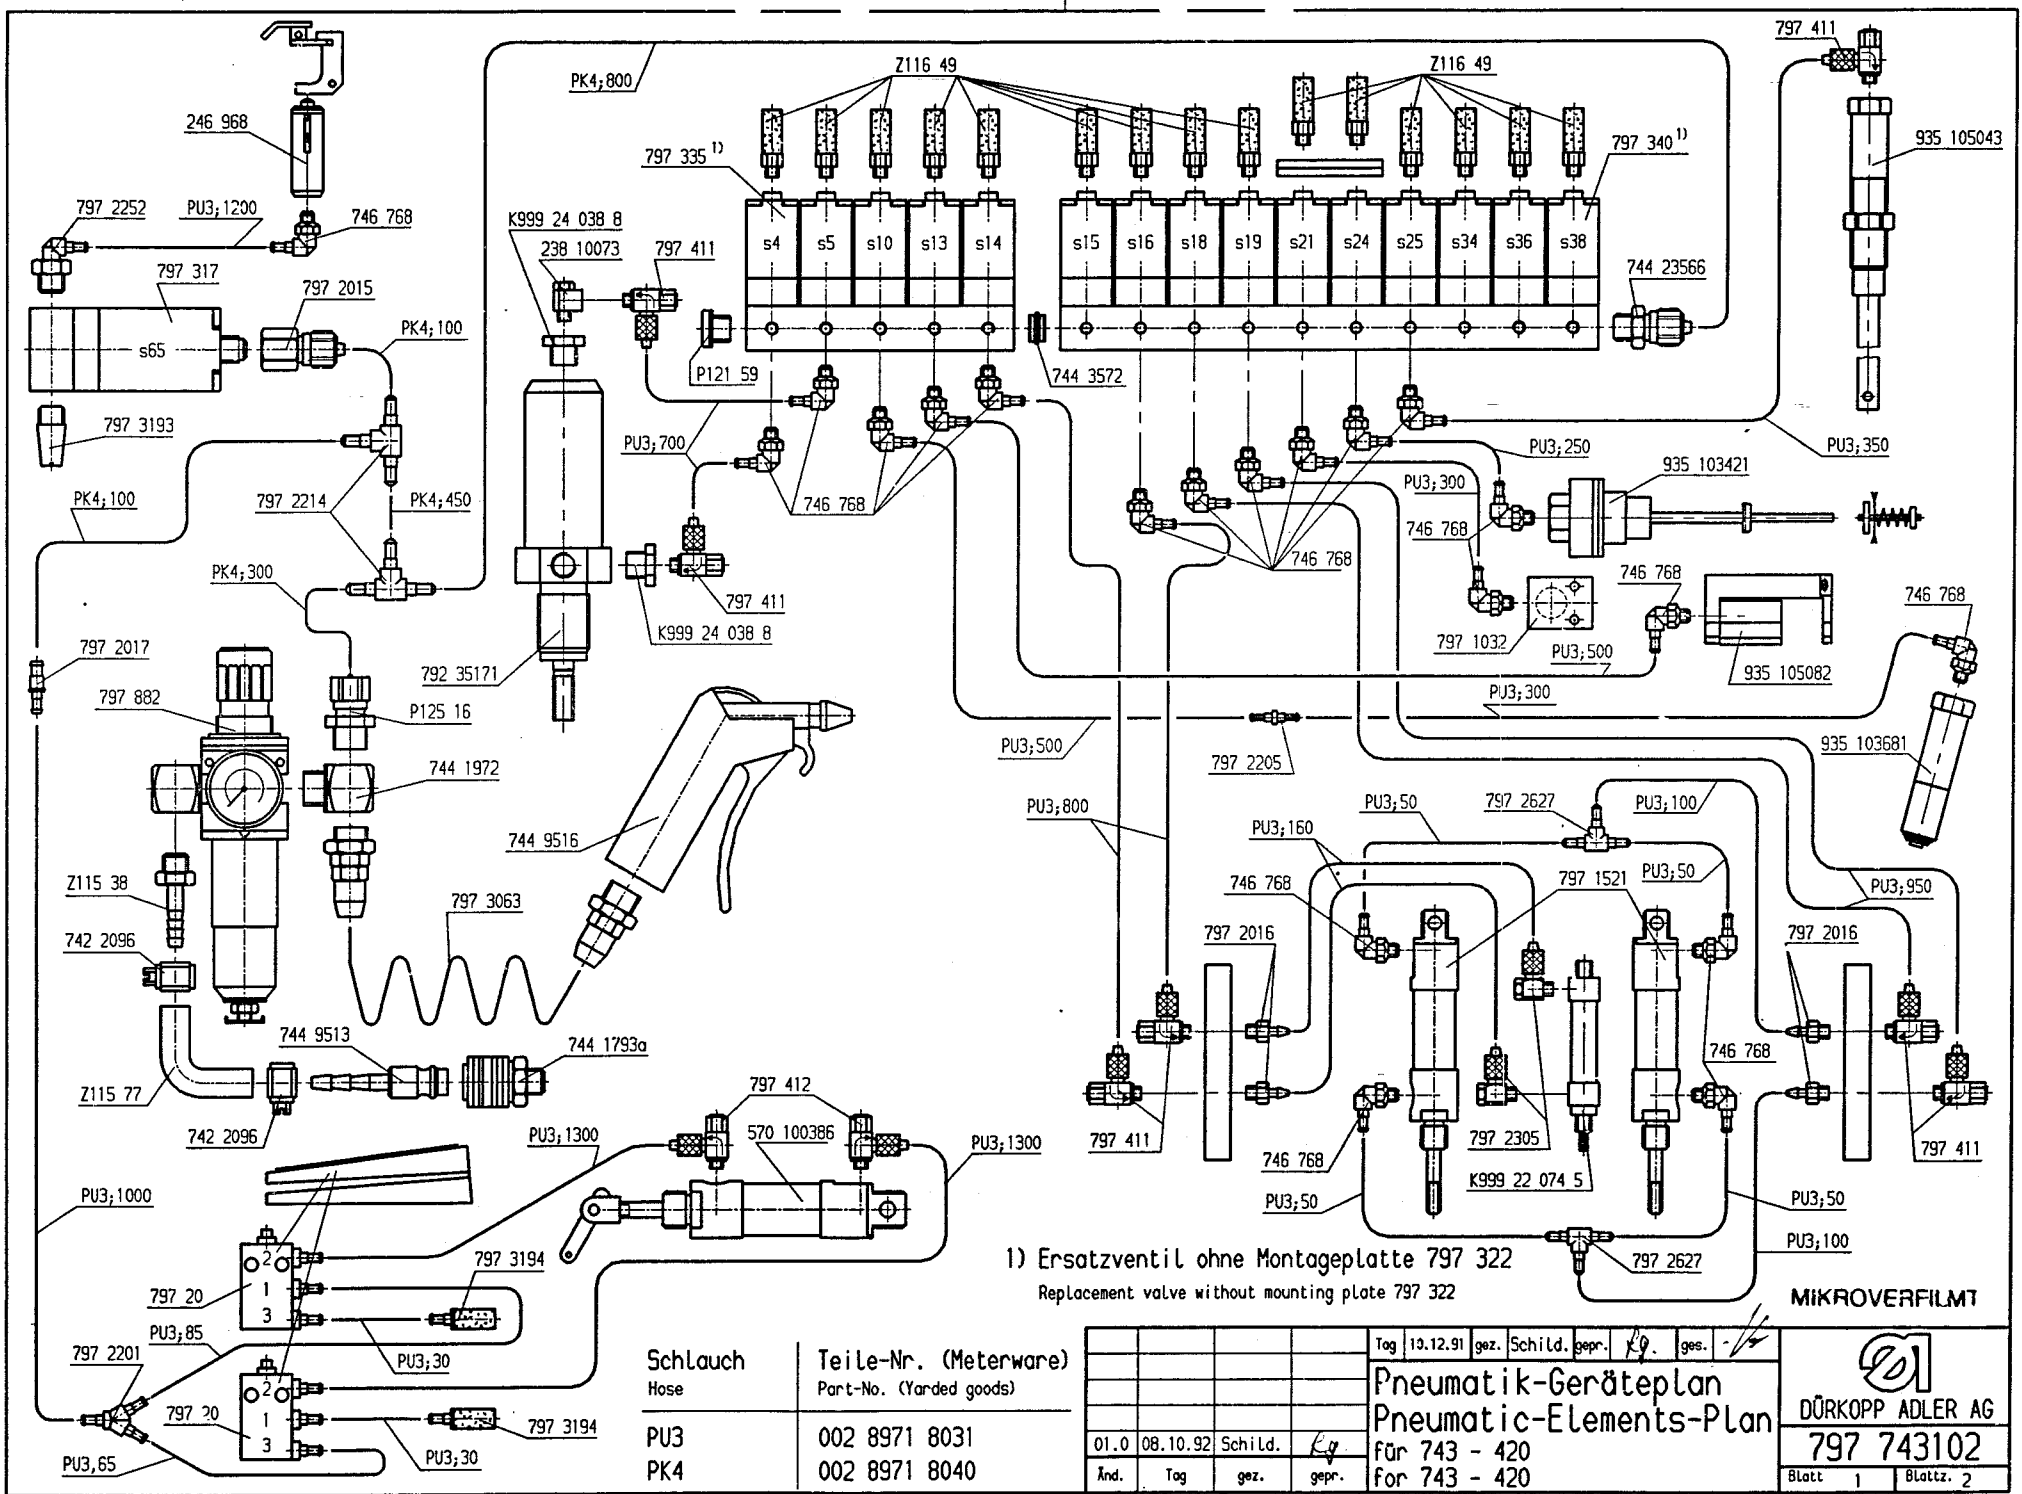 PK4;800
Z116 49
Z116 49
797 411
246 968
797 335 1)
797 340 1)
935 105043
797 2252
PU3;1200
746 768
K999 24 038 8
238 10073
797 411
s4
s5
s10
s13
s14
s15
s16
s18
s19
s21
s24
s25
s34
s36
s38
797 317
797 2015
744 23566
PK4;100
s65
P121 59
744 3572
797 3193
PU3;700
PU3;250
PU3;350
935 103421
PK4;100
797 2214
PK4;450
746 768
PU3;300
746 768
746 768
PK4;300
797 411
746 768
746 768
K999 24 038 8
797 1032
PU3;500
797 2017
792 35171
935 105082
797 882
P125 16
PU3;300
PU3;500
797 2205
935 103681
744 1972
PU3;800
PU3;50
797 2627
PU3;100
744 9516
PU3;160
Z115 38
746 768
797 1521
PU3;50
PU3;950
797 3063
742 2096
797 2016
797 2016
744 9513
744 1793a
746 768
Z115 77
797 412
742 2096
PU3;1300
570 100386
PU3;1300
797 411
746 768
797 2305
797 411
K999 22 074 5
PU3;1000
PU3;50
PU3;50
2
1
3
797 20
797 3194
1) Ersatzventil ohne Montageplatte 797 322
Replacement valve without mounting plate 797 322
797 2627
PU3;100
MIKROVERFILMT
PU3;85
797 2201
PU3;30
2
1
3
797 20
797 3194
PU3,65
PU3;30
Schlauch Teile-Nr. (Meterware)
Hose Part-No. (Yarded goods)
PU3 002 8971 8031
PK4 002 8971 8040
Tag 10.12.91 gez. Schild. gepr. ges.
Pneumatik-Geräteplan
Pneumatic-Elements-Plan
für 743 - 420
for 743 - 420
01.0 08.10.92 Schild.
Änd. Tag gez. gepr.
DÜRKOPP ADLER AG
797 743102
Blatt 1 Blattz. 2